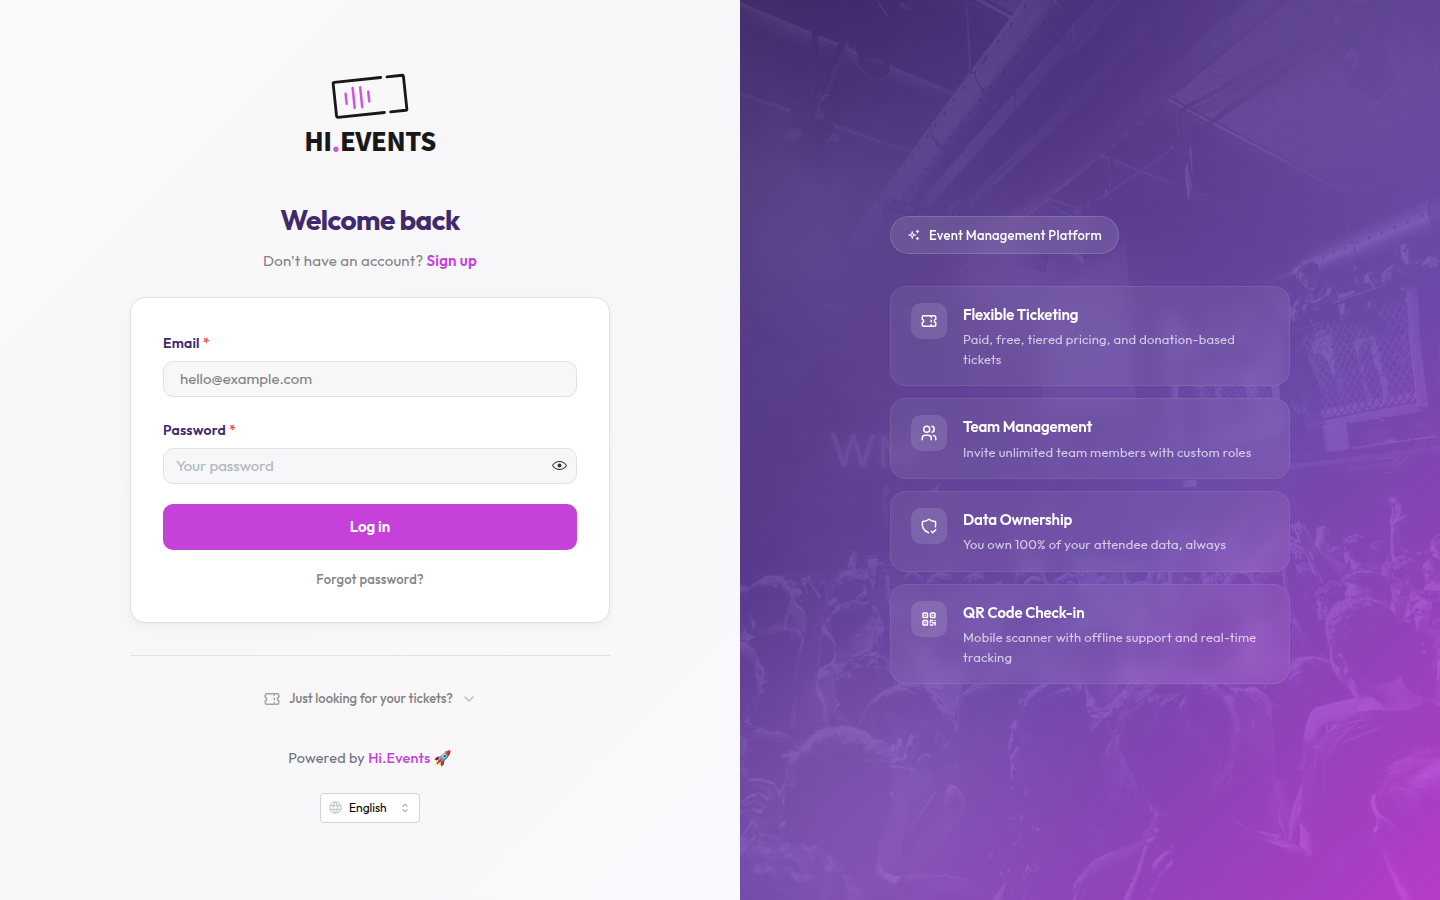 HI.EVENTS
Welcome back
Don't have an account? Sign up
Email *
hello@example.com
Password *
Your password
Log in
Forgot password?
Just looking for your tickets?
Powered by Hi.Events 🚀
English
Event Management Platform
Flexible Ticketing
Paid, free, tiered pricing, and donation-based
tickets
Team Management
Invite unlimited team members with custom roles
Data Ownership
You own 100% of your attendee data, always
QR Code Check-in
Mobile scanner with offline support and real-time
tracking